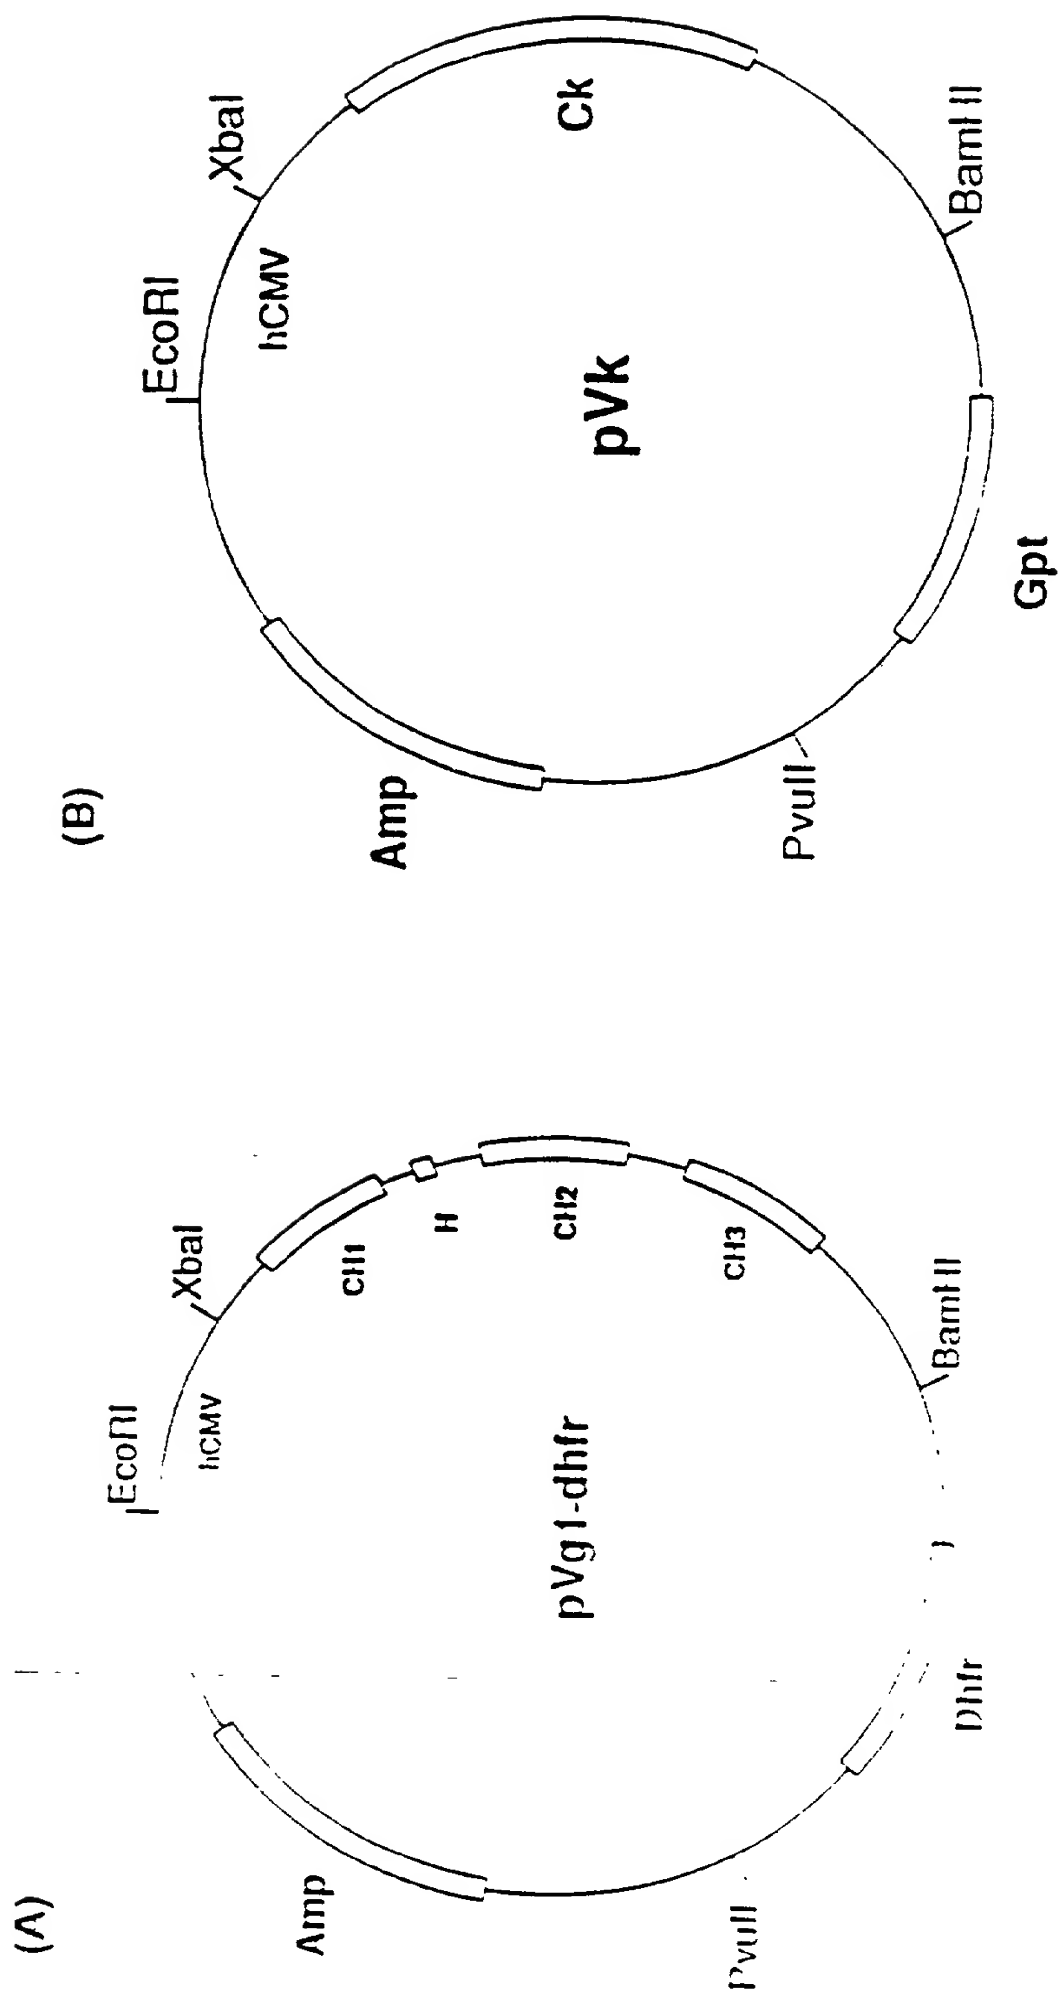 (A)
EcoRI
XbaI
hCMV
CH1
H
CH2
CH3
Amp
pVg1-dhfr
PvuII
Dhfr
BamHI
(B)
EcoRI
XbaI
hCMV
Ck
Amp
pVk
PvuII
Gpt
BamHI